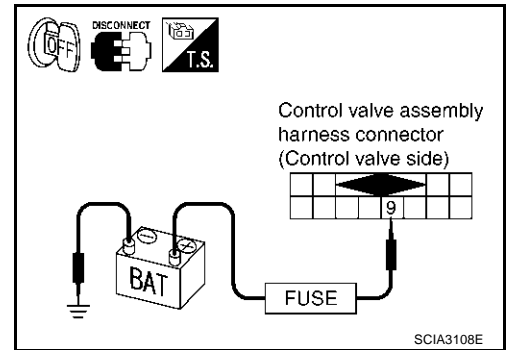 OFF
DISCONNECT
T.S.
Control valve assembly
harness connector
(Control valve side)
9
− +
BAT
FUSE
SCIA3108E